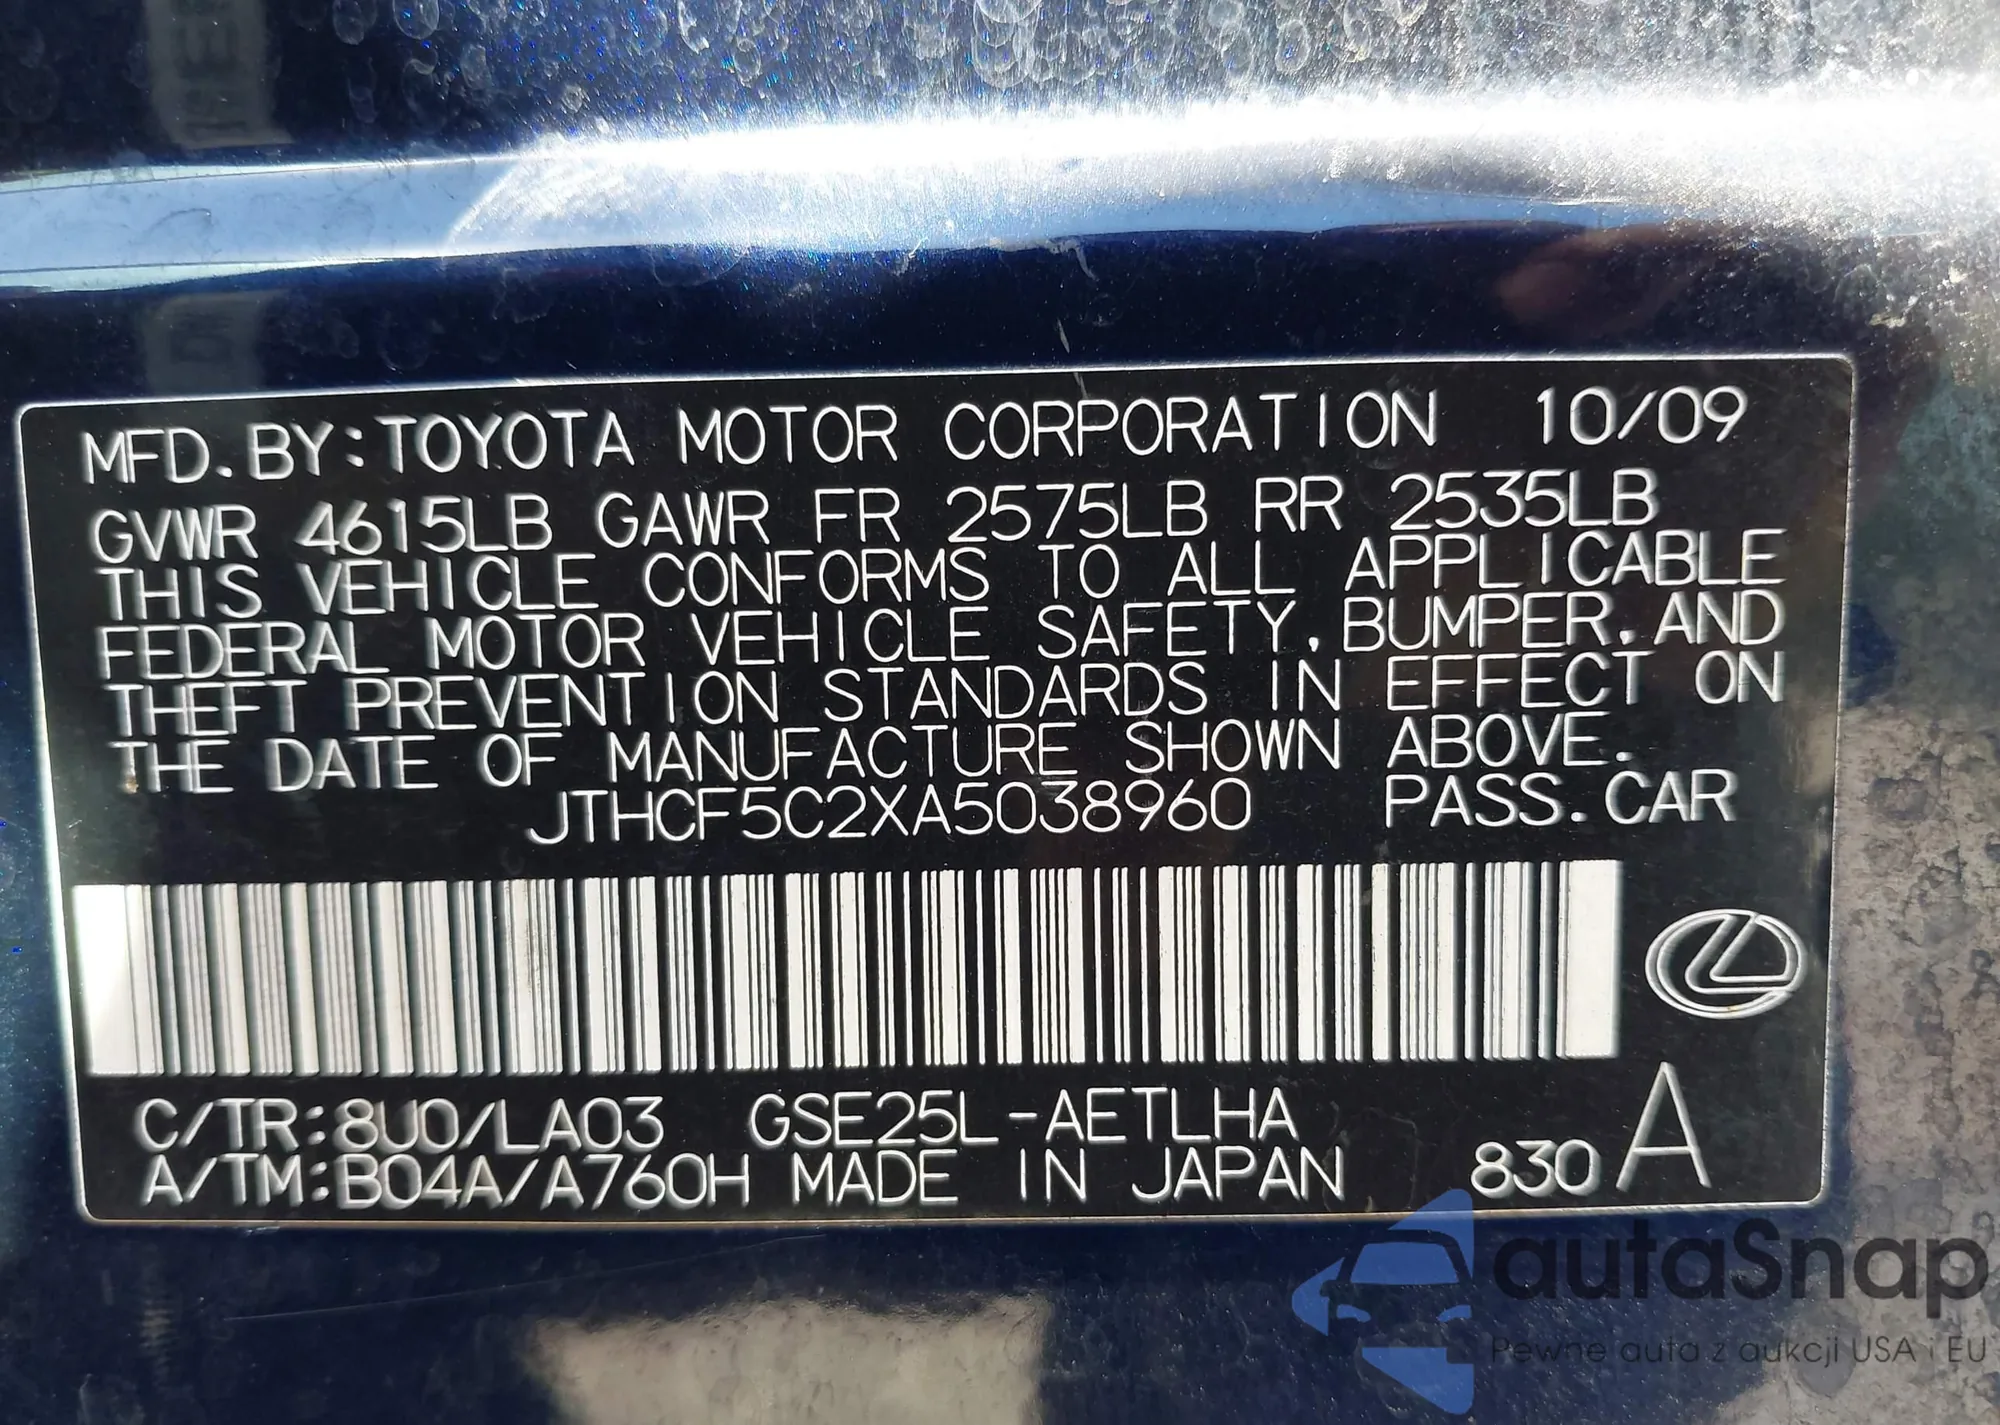 MFD. BY: TOYOTA MOTOR CORPORATION 10/09
GVWR 4615LB GAWR FR 2575LB RR 2535LB
THIS VEHICLE CONFORMS TO ALL APPLICABLE
FEDERAL MOTOR VEHICLE SAFETY, BUMPER, AND
THEFT PREVENTION STANDARDS IN EFFECT ON
THE DATE OF MANUFACTURE SHOWN ABOVE.
JTHCF5C2XA5038960 PASS. CAR
C/TR: 8U0/LA03 GSE25L-AETLHA
A/TM: B04A/A760H MADE IN JAPAN 830 A
autaSnap
Pewne auta z aukcji USA i EU